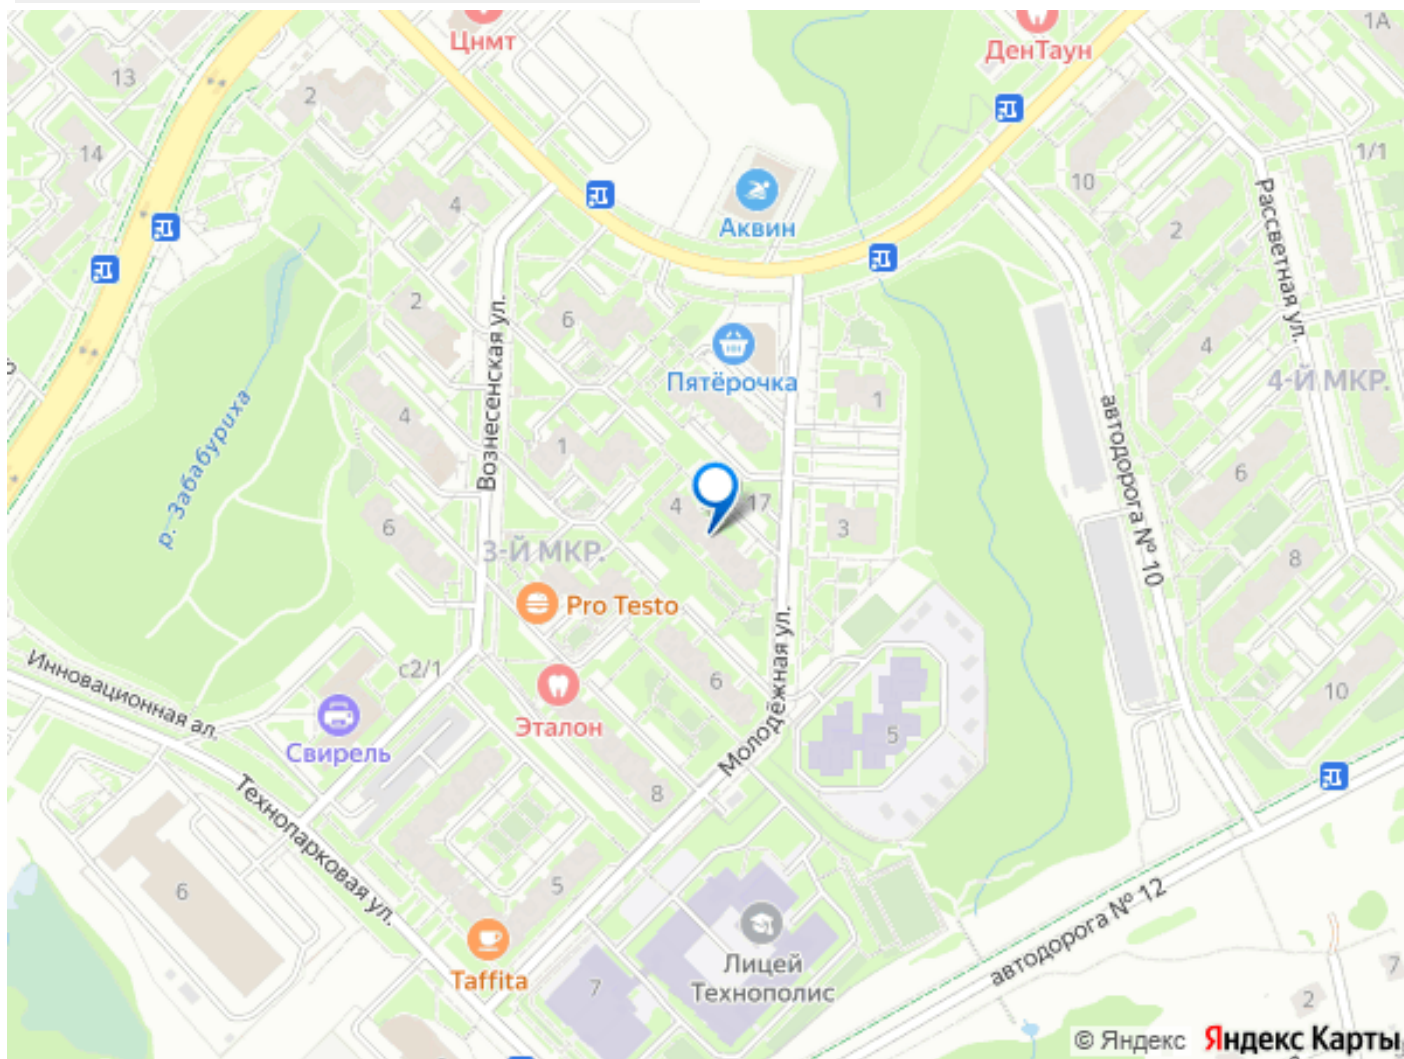 Цнмт
ДенТаун
1А
13
2
14
1/1
10
4
Аквин
2
Рассветная ул.
2
6
Вознесенская ул.
Пятёрочка
4
4-Й МКР.
1
4
р. Забабуриха
автодорога № 10
1
6
4
17
6
3
3-Й МКР.
8
Pro Testo
Молодёжная ул.
Инновационная ал.
с2/1
6
10
Эталон
5
Свирель
8
Технопарковая ул.
6
5
автодорога № 12
Лицей
Технополис
Taffita
7
7
2
© Яндекс Яндекс Карты